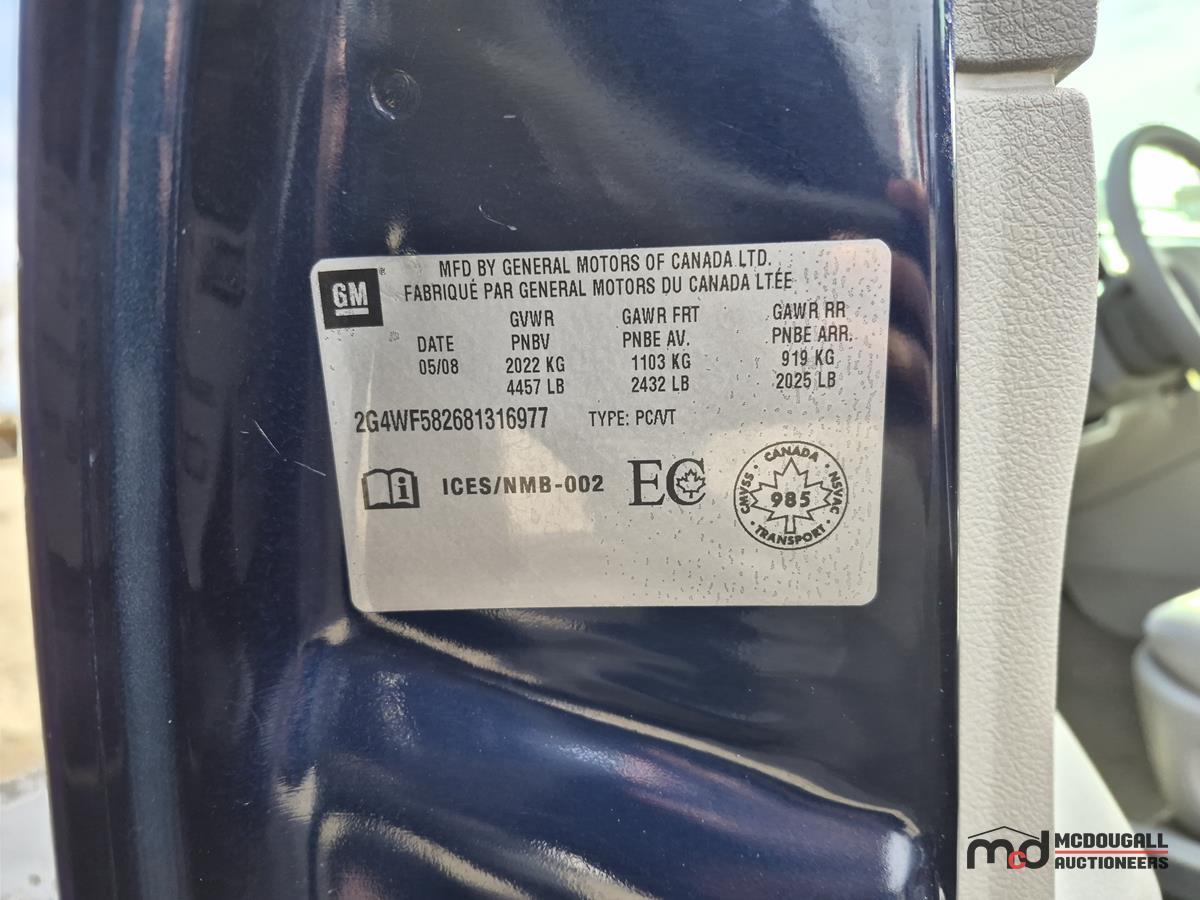 GM
MFD BY GENERAL MOTORS OF CANADA LTD.
FABRIQUÉ PAR GENERAL MOTORS DU CANADA LTÉE
DATE GVWR PNBV GAWR FRT PNBE AV. GAWR RR PNBE ARR.
05/08 2022 KG 1103 KG 919 KG
4457 LB 2432 LB 2025 LB
2G4WF582681316977 TYPE: PC/VT
i ICES/NMB-002 EC
CANADA
CMVSS 985 NSVAC
TRANSPORT
mcd MCDOUGALL
AUCTIONEERS